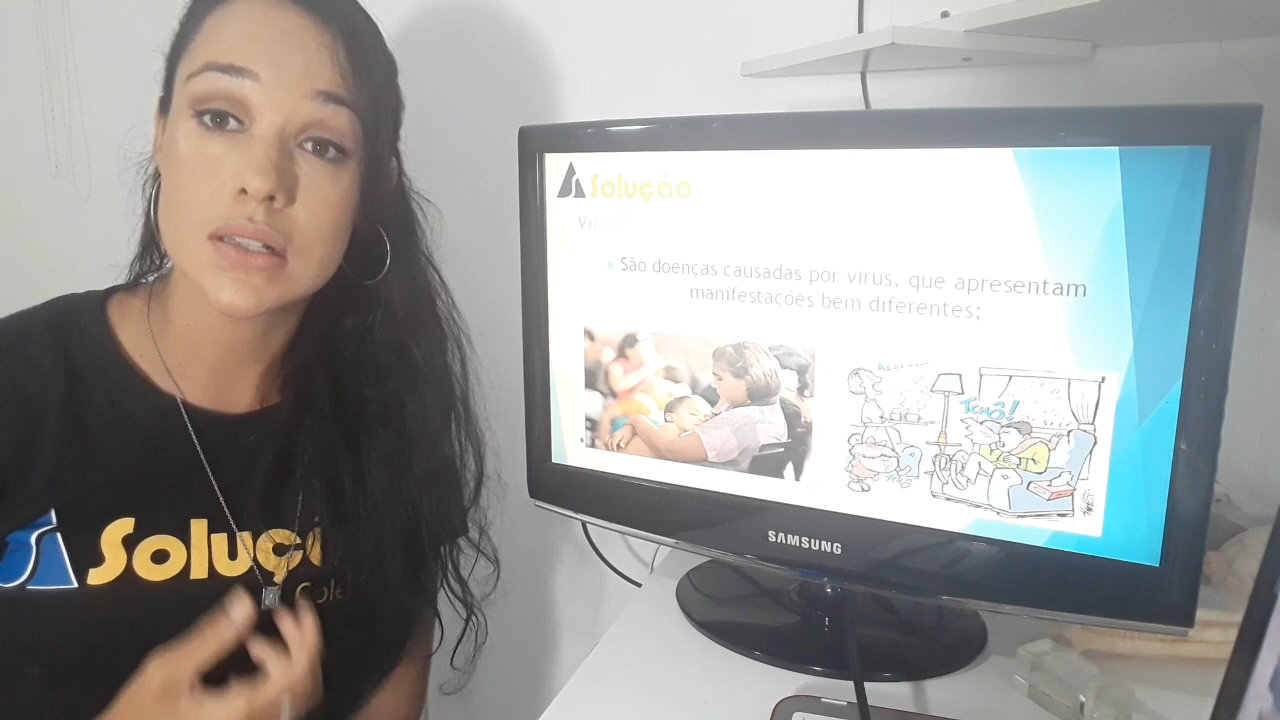 Solução
São doenças causadas por vírus, que apresentam
manifestações bem diferentes;
TCHÔ!
SAMSUNG
Soluçã